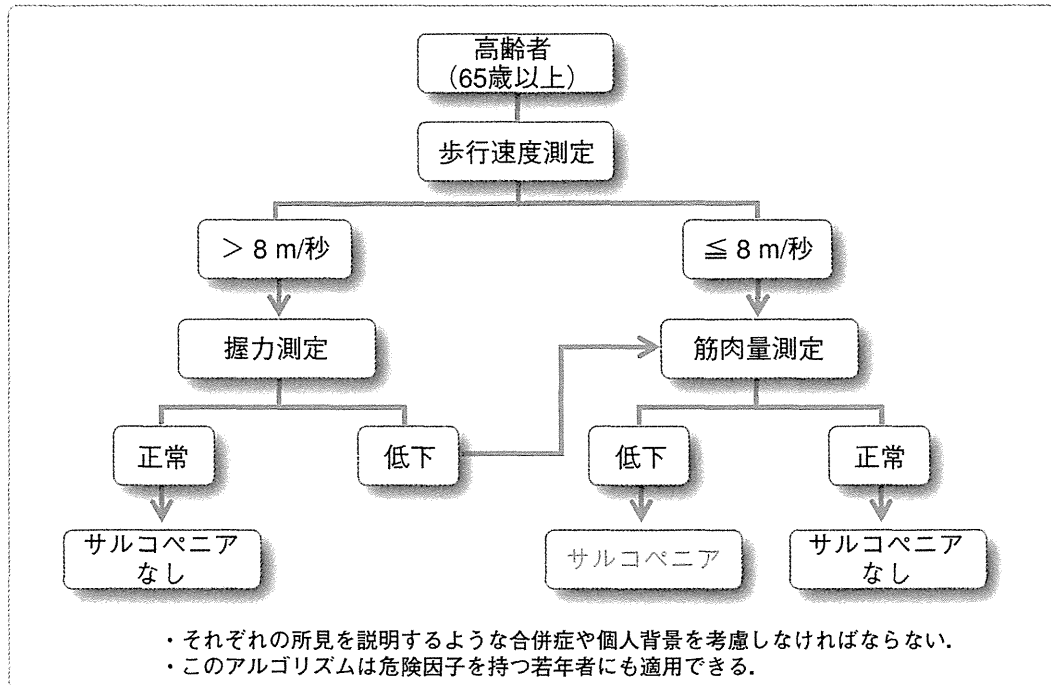 高齢者
（65歳以上）
歩行速度測定
＞ 8 m/秒
≦ 8 m/秒
握力測定
筋肉量測定
正常
低下
低下
正常
サルコペニア
なし
サルコペニア
サルコペニア
なし
・それぞれの所見を説明するような合併症や個人背景を考慮しなければならない．
・このアルゴリズムは危険因子を持つ若年者にも適用できる．